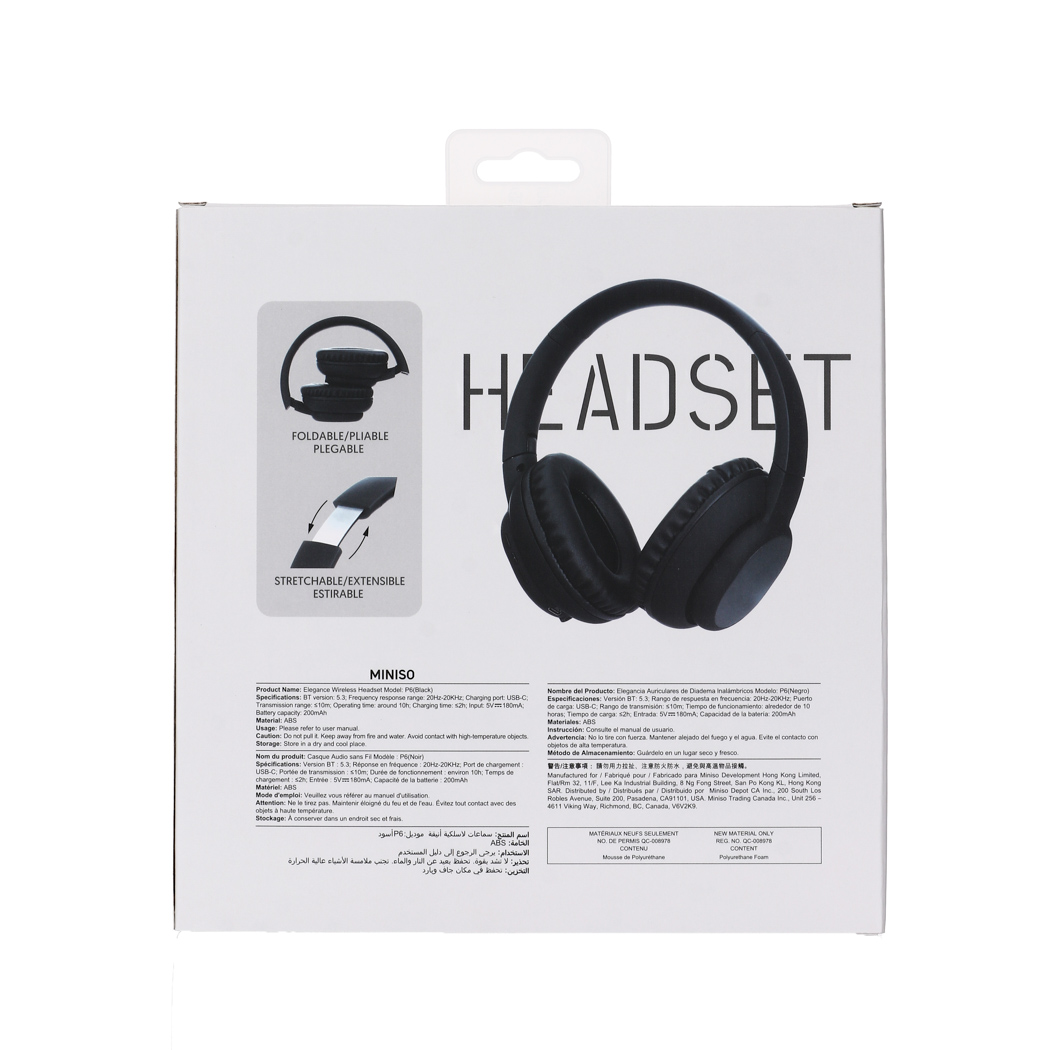 HEADSET
FOLDABLE/PLIABLE
PLEGABLE
STRETCHABLE/EXTENSIBLE
ESTIRABLE
MINISO
Product Name: Elegance Wireless Headset Model: P6(Black)
Specifications: BT version: 5.3; Frequency response range: 20Hz-20KHz; Charging port: USB-C;
Transmission range: ≤10m; Operating time: around 10h; Charging time: ≤2h; Input: 5V⎓180mA;
Battery capacity: 200mAh
Material: ABS
Usage: Please refer to user manual.
Caution: Do not pull it. Keep away from fire and water. Avoid contact with high-temperature objects.
Storage: Store in a dry and cool place.
Nom du produit: Casque Audio sans Fil Modèle : P6(Noir)
Spécifications: Version BT : 5.3; Réponse en fréquence : 20Hz-20KHz; Port de chargement :
USB-C; Portée de transmission : ≤10m; Durée de fonctionnement : environ 10h; Temps de
chargement : ≤2h; Entrée : 5V⎓180mA; Capacité de la batterie : 200mAh
Matériel: ABS
Mode d'emploi: Veuillez vous référer au manuel d'utilisation.
Attention: Ne le tirez pas. Maintenir éloigné du feu et de l'eau. Évitez tout contact avec des
objets à haute température.
Stockage: À conserver dans un endroit sec et frais.
اسم المنتج: سماعات لاسلكية أنيقة موديل: P6أسود
الخامة: ABS
الاستخدام: يرجى الرجوع إلى دليل المستخدم
تحذير: لا تشد بقوة. تحفظ بعيد عن النار والماء. تجنب ملامسة الأشياء عالية الحرارة
التخزين: تحفظ في مكان جاف وبارد
Nombre del Producto: Elegancia Auriculares de Diadema Inalámbricos Modelo: P6(Negro)
Especificaciones: Versión BT: 5.3; Rango de respuesta en frecuencia: 20Hz-20KHz; Puerto
de carga: USB-C; Rango de transmisión: ≤10m; Tiempo de funcionamiento: alrededor de 10
horas; Tiempo de carga: ≤2h; Entrada: 5V⎓180mA; Capacidad de la batería: 200mAh
Materiales: ABS
Instrucción: Consulte el manual de usuario.
Advertencia: No lo tire con fuerza. Mantener alejado del fuego y el agua. Evite el contacto con
objetos de alta temperatura.
Método de Almacenamiento: Guárdelo en un lugar seco y fresco.
警告/注意事項：請勿用力拉扯、注意防火防水，避免與高溫物品接觸。
Manufactured for / Fabriqué pour / Fabricado para Miniso Development Hong Kong Limited,
Flat/Rm 32, 11/F, Lee Ka Industrial Building, 8 Ng Fong Street, San Po Kong KL, Hong Kong
SAR. Distributed by / Distribués par / Distribuido por Miniso Depot CA Inc., 200 South Los
Robles Avenue, Suite 200, Pasadena, CA91101, USA. Miniso Trading Canada Inc., Unit 256 –
4611 Viking Way, Richmond, BC, Canada, V6V2K9.
MATÉRIAUX NEUFS SEULEMENT
NO. DE PERMIS QC-008978
CONTENU
Mousse de Polyuréthane
NEW MATERIAL ONLY
REG. NO. QC-008978
CONTENT
Polyurethane Foam